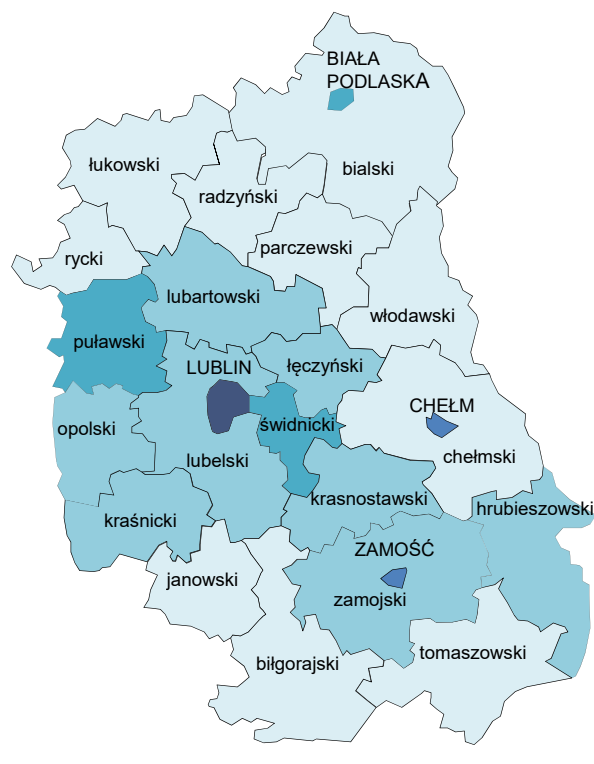 BIAŁA
PODLASKA
łukowski
bialski
radzyński
parczewski
rycki
lubartowski
włodawski
puławski
LUBLIN
łęczyński
CHEŁM
opolski
świdnicki
lubelski
chełmski
krasnostawski
hrubieszowski
kraśnicki
ZAMOŚĆ
janowski
zamojski
biłgorajski
tomaszowski